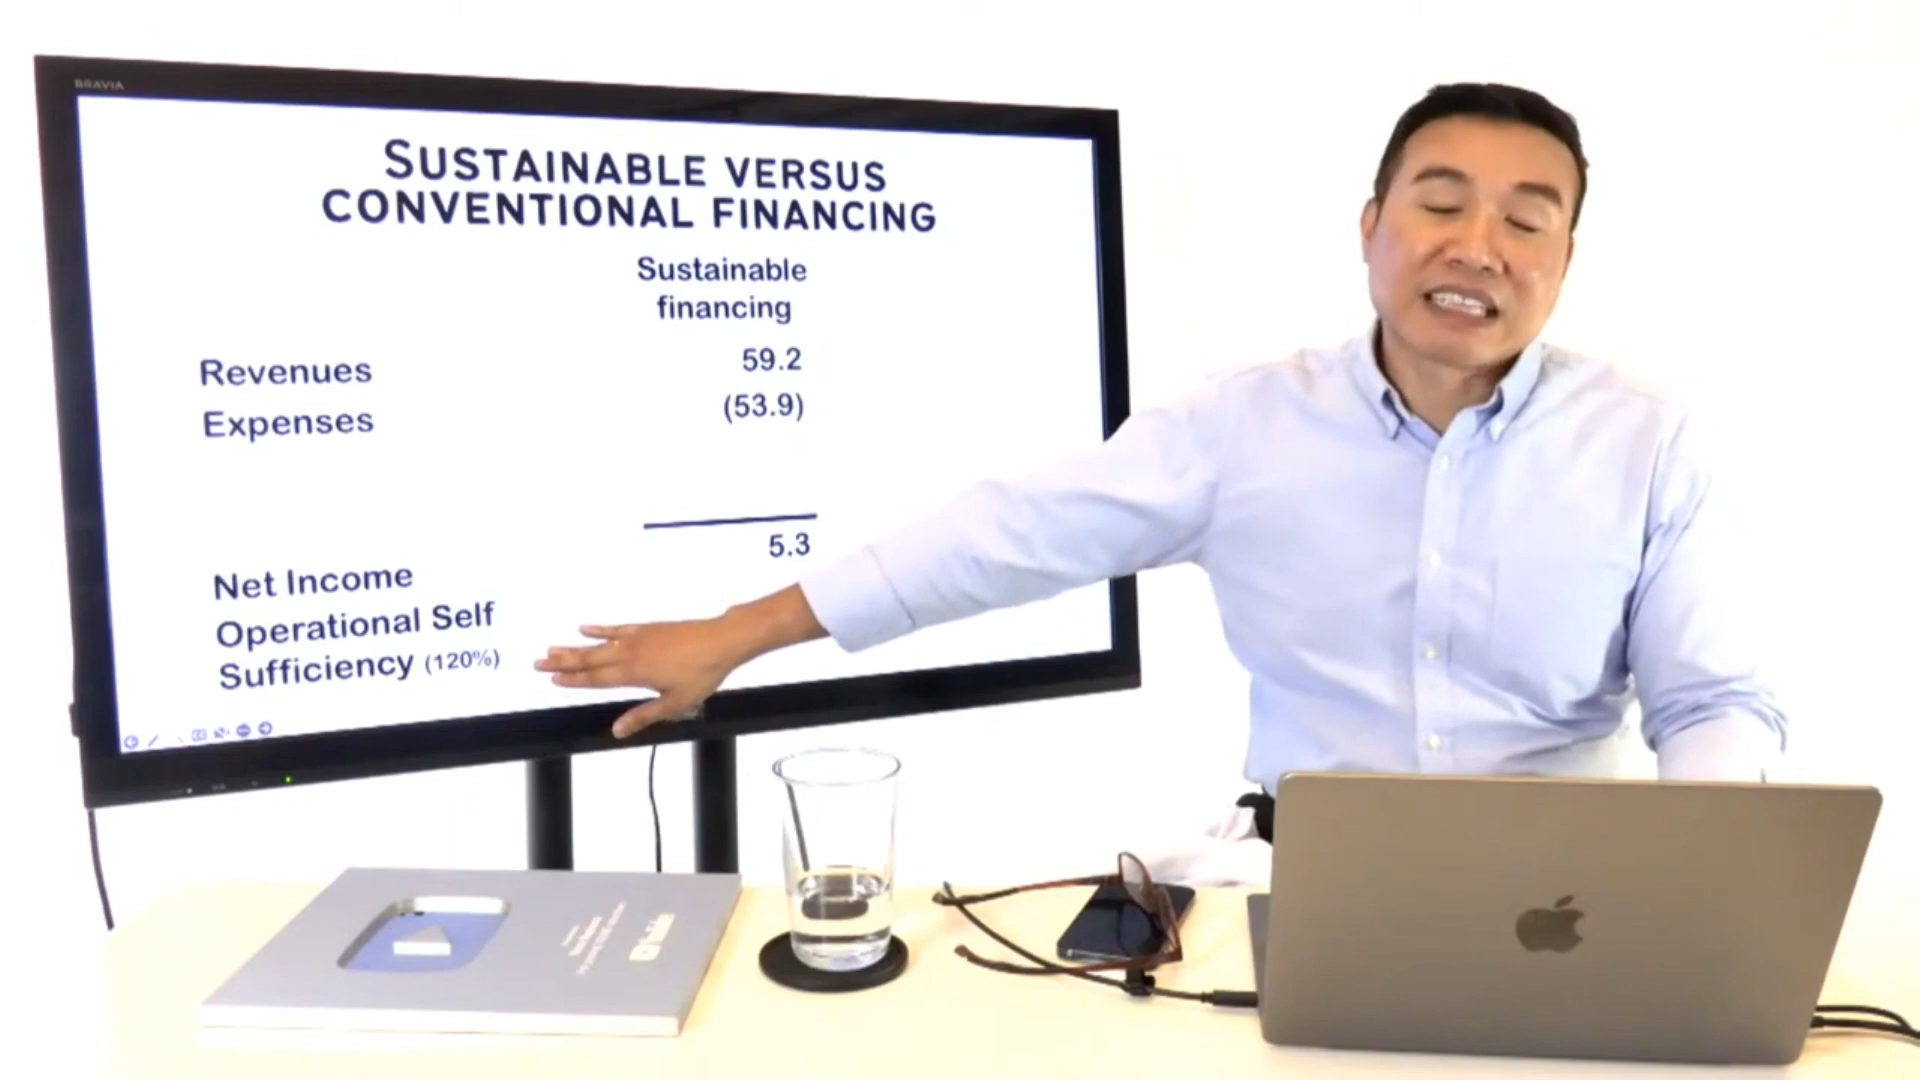 BRAVIA
SUSTAINABLE VERSUS
CONVENTIONAL FINANCING
Sustainable
financing
Revenues 59.2
Expenses (53.9)
Net Income 5.3
Operational Self
Sufficiency (120%)